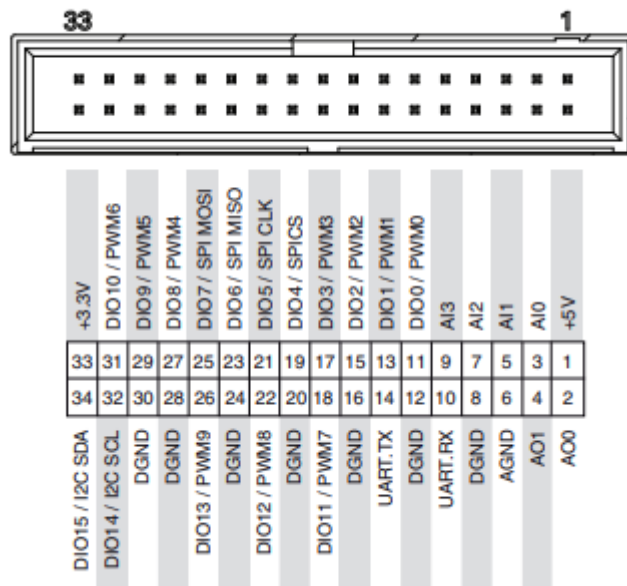 33 1
+3.3V
DIO10 / PWM6
DIO9 / PWM5
DIO8 / PWM4
DIO7 / SPI MOSI
DIO6 / SPI MISO
DIO5 / SPI CLK
DIO4 / SPICS
DIO3 / PWM3
DIO2 / PWM2
DIO1 / PWM1
DIO0 / PWM0
AI3
AI2
AI1
AI0
+5V
33 31 29 27 25 23 21 19 17 15 13 11 9 7 5 3 1
34 32 30 28 26 24 22 20 18 16 14 12 10 8 6 4 2
DIO15 / I2C SDA
DIO14 / I2C SCL
DGND
DGND
DIO13 / PWM9
DGND
DIO12 / PWM8
DGND
DIO11 / PWM7
DGND
UART.TX
DGND
UART.RX
DGND
AGND
AO1
AO0